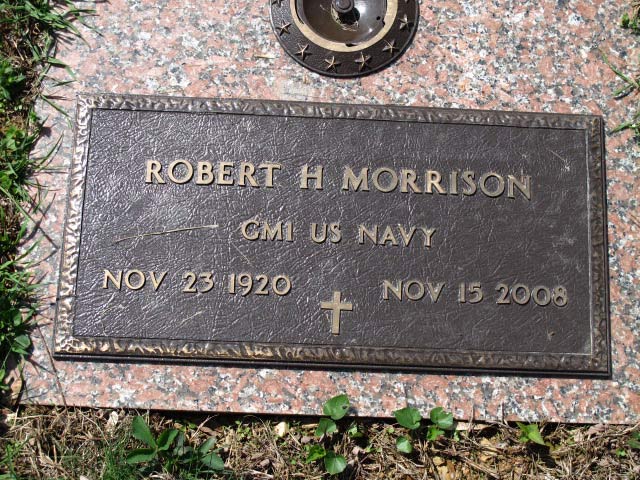 ROBERT H MORRISON
GM1 US NAVY
NOV 23 1920 NOV 15 2008